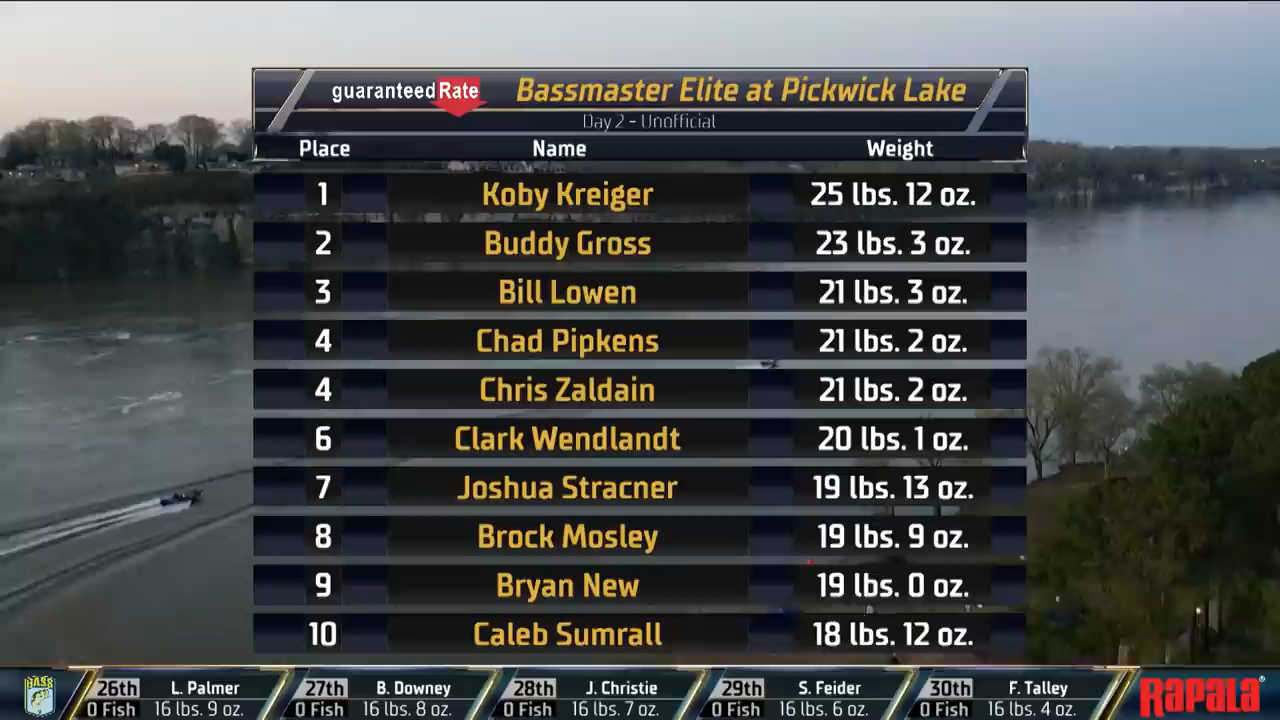 guaranteed Rate Bassmaster Elite at Pickwick Lake
Day 2 - Unofficial
Place Name Weight
1 Koby Kreiger 25 lbs. 12 oz.
2 Buddy Gross 23 lbs. 3 oz.
3 Bill Lowen 21 lbs. 3 oz.
4 Chad Pipkens 21 lbs. 2 oz.
4 Chris Zaldain 21 lbs. 2 oz.
6 Clark Wendlandt 20 lbs. 1 oz.
7 Joshua Stracner 19 lbs. 13 oz.
8 Brock Mosley 19 lbs. 9 oz.
9 Bryan New 19 lbs. 0 oz.
10 Caleb Sumrall 18 lbs. 12 oz.
BASS 26th L. Palmer 27th B. Downey 28th J. Christie 29th S. Feider 30th F. Talley RAPALA®
0 Fish 16 lbs. 9 oz. 0 Fish 16 lbs. 8 oz. 0 Fish 16 lbs. 7 oz. 0 Fish 16 lbs. 6 oz. 0 Fish 16 lbs. 4 oz.